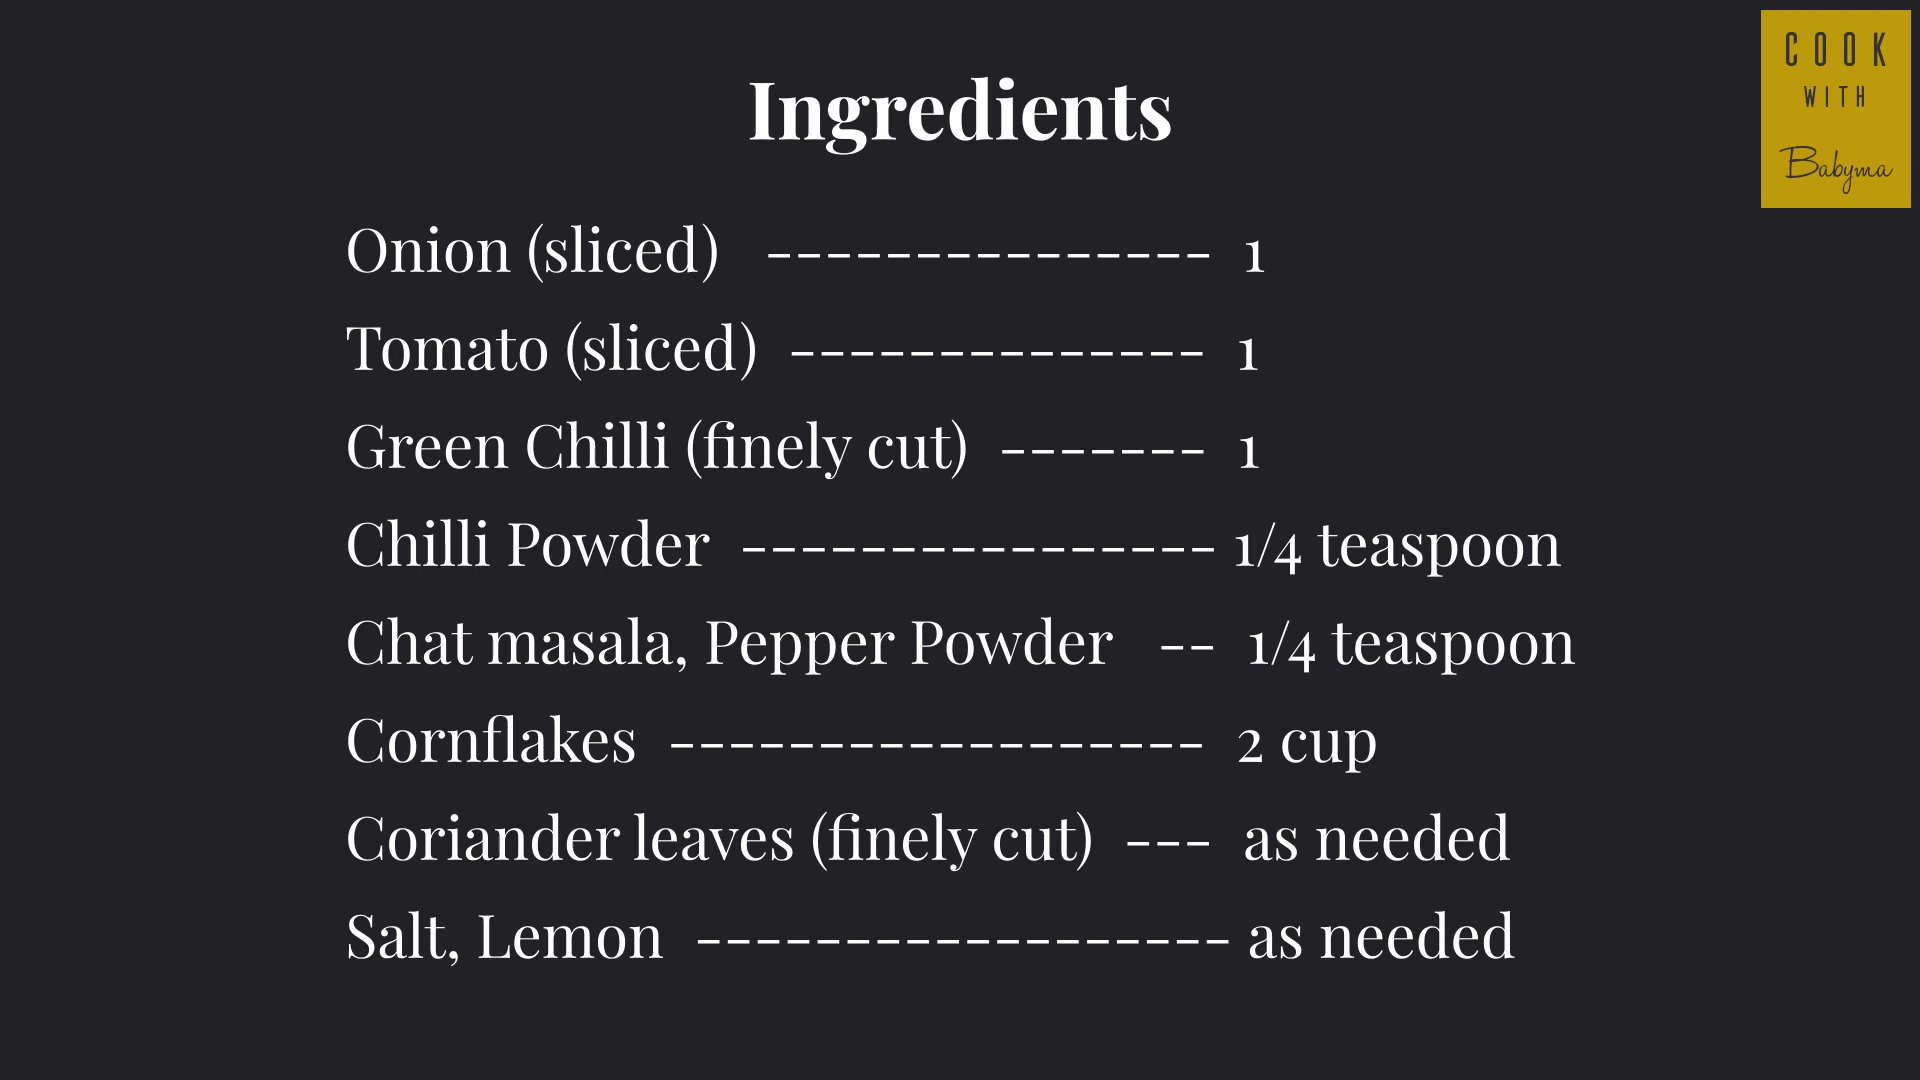 COOK
WITH
Babyma
Ingredients
Onion (sliced) --------------- 1
Tomato (sliced) -------------- 1
Green Chilli (finely cut) ------- 1
Chilli Powder ---------------- 1/4 teaspoon
Chat masala, Pepper Powder -- 1/4 teaspoon
Cornflakes ------------------ 2 cup
Coriander leaves (finely cut) --- as needed
Salt, Lemon ------------------ as needed